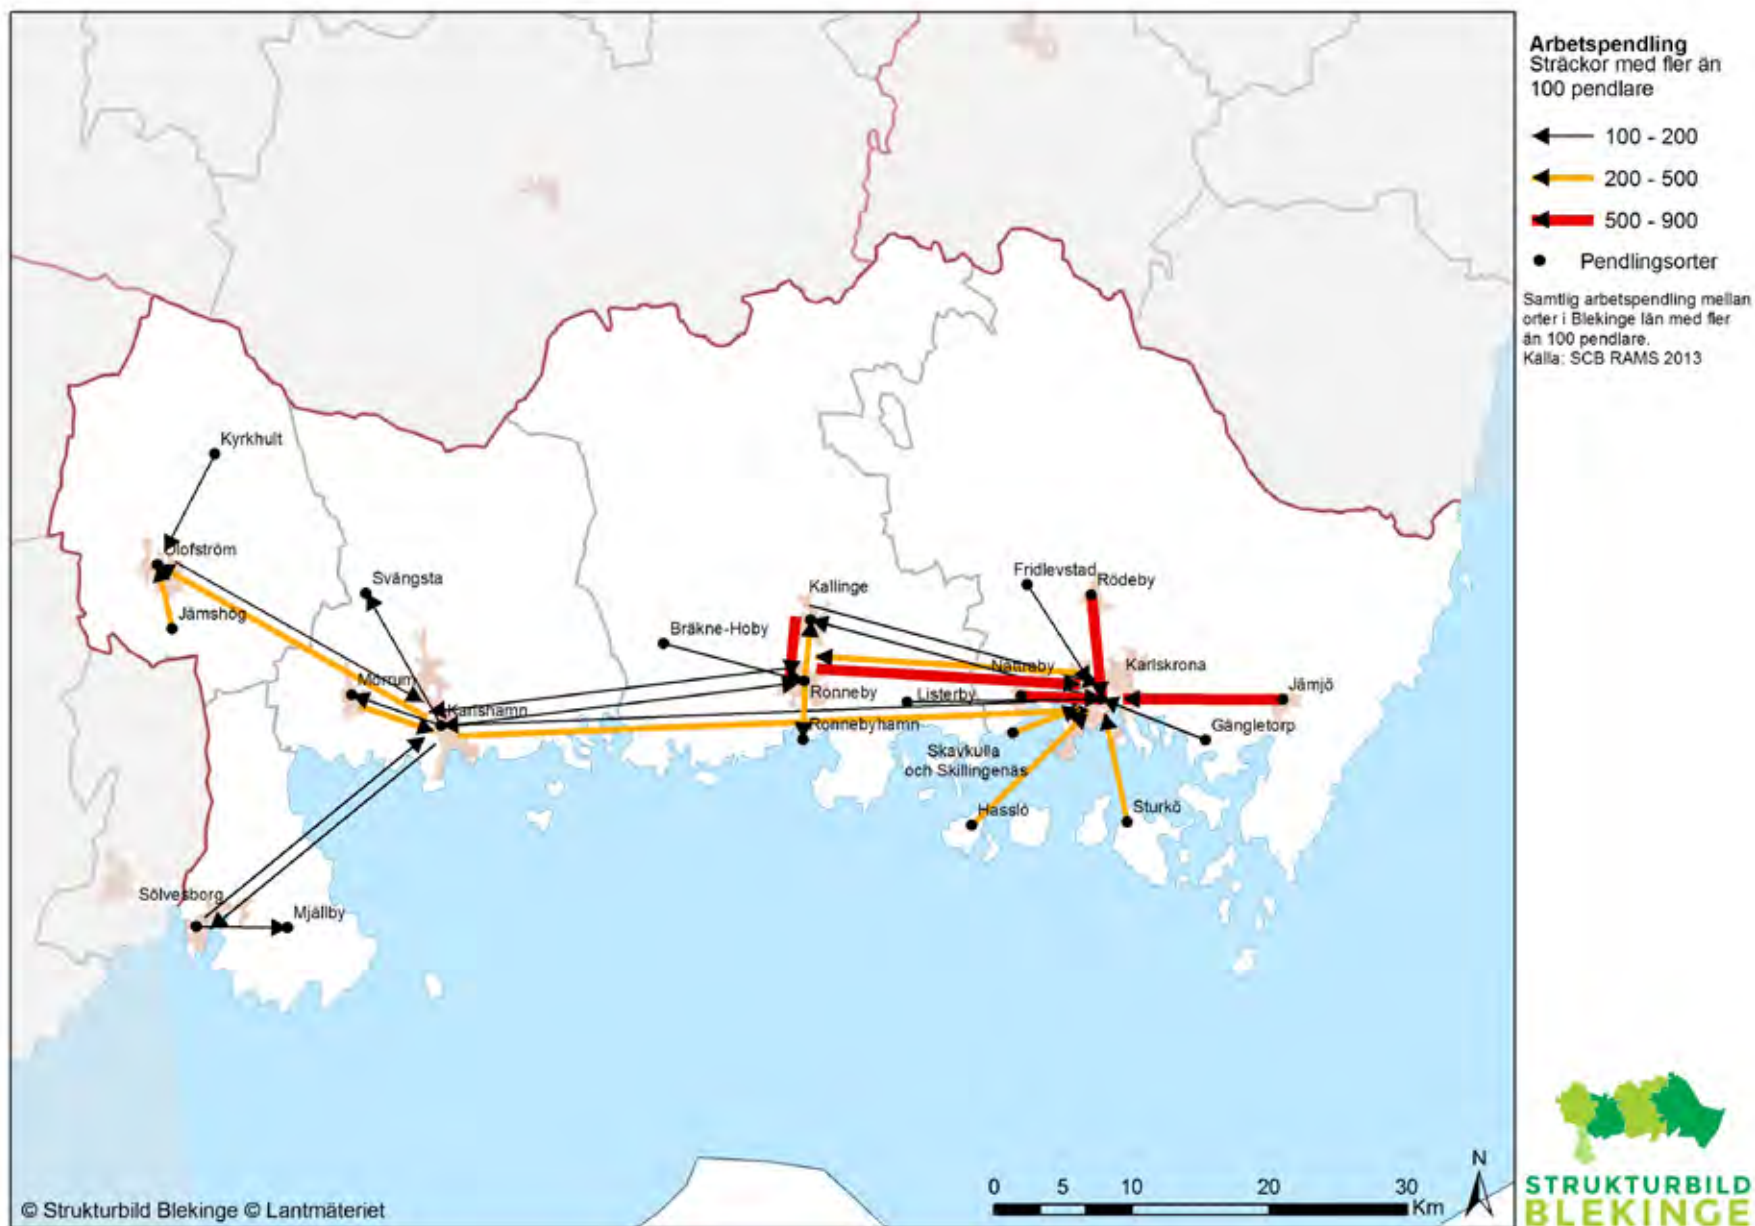 Arbetspendling
Sträckor med fler än
100 pendlare
100 - 200
200 - 500
500 - 900
Pendlingsorter
Samtlig arbetspendling mellan
orter i Blekinge län med fler
än 100 pendlare.
Källa: SCB RAMS 2013
Kyrkhult
Olofström
Jämshög
Svängsta
Mörrum
Karlshamn
Bräkne-Hoby
Kallinge
Ronneby
Ronnebyhamn
Listerby
Nättraby
Fridlevstad
Rödeby
Karlskrona
Jämjö
Gängletorp
Skavkulla
och Skillingenäs
Hasslö
Sturkö
Sölvesborg
Mjällby
© Strukturbild Blekinge © Lantmäteriet
0 5 10 20 30
Km
N
STRUKTURBILD
BLEKINGE